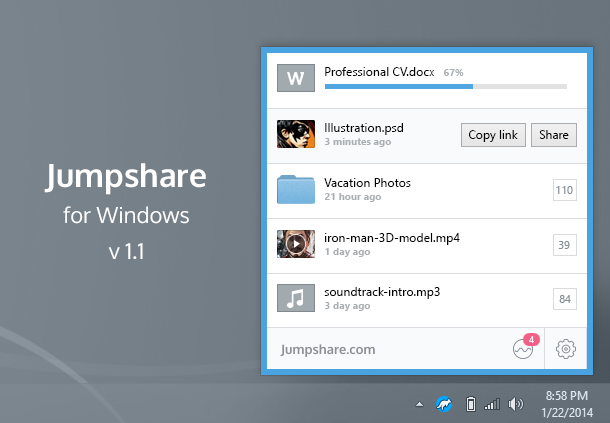 Jumpshare
for Windows
v 1.1
W
Professional CV.docx 67%
Illustration.psd
3 minutes ago
Copy link
Share
Vacation Photos
21 hour ago
110
iron-man-3D-model.mp4
1 day ago
39
soundtrack-intro.mp3
3 day ago
84
Jumpshare.com
4
8:58 PM
1/22/2014